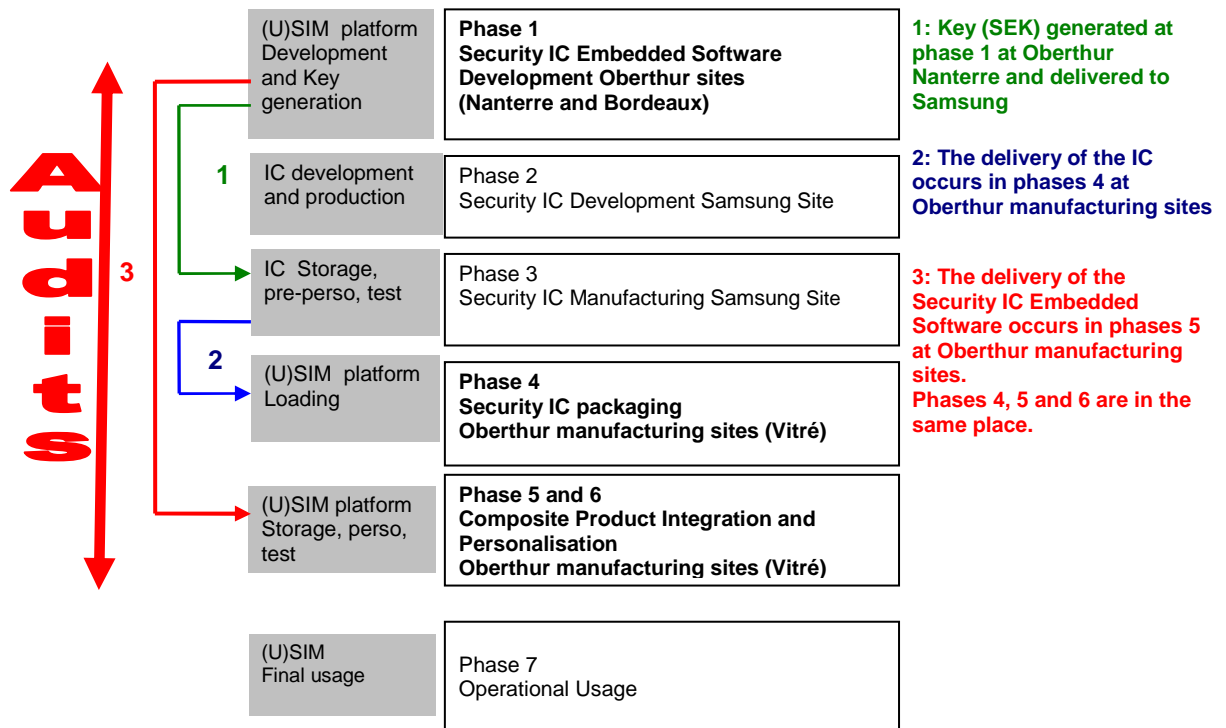 (U)SIM platform
Development
and Key
generation
Phase 1
Security IC Embedded Software
Development Oberthur sites
(Nanterre and Bordeaux)
1: Key (SEK) generated at
phase 1 at Oberthur
Nanterre and delivered to
Samsung
Audits
1
IC development
and production
Phase 2
Security IC Development Samsung Site
2: The delivery of the IC
occurs in phases 4 at
Oberthur manufacturing sites
3
IC Storage,
pre-perso, test
Phase 3
Security IC Manufacturing Samsung Site
3: The delivery of the
Security IC Embedded
Software occurs in phases 5
at Oberthur manufacturing
sites.
Phases 4, 5 and 6 are in the
same place.
2
(U)SIM platform
Loading
Phase 4
Security IC packaging
Oberthur manufacturing sites (Vitré)
(U)SIM platform
Storage, perso,
test
Phase 5 and 6
Composite Product Integration and
Personalisation
Oberthur manufacturing sites (Vitré)
(U)SIM
Final usage
Phase 7
Operational Usage